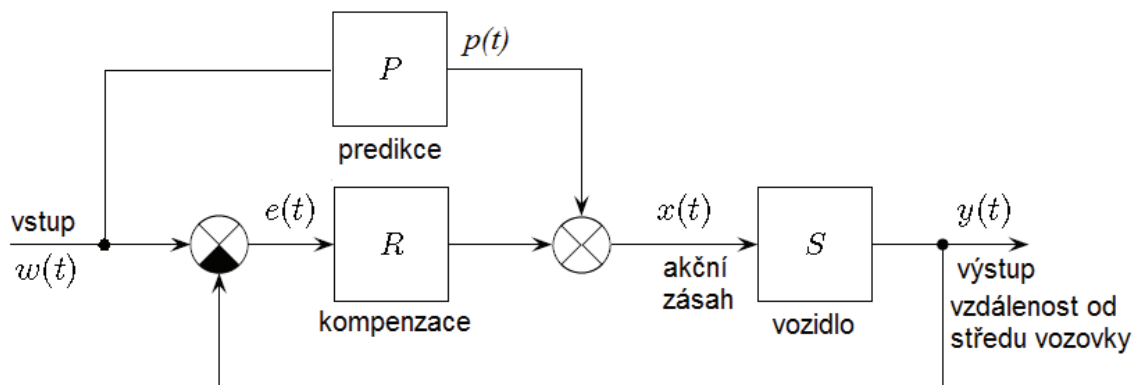 P
p(t)
predikce
vstup
w(t)
e(t)
R
kompenzace
x(t)
akční
zásah
S
vozidlo
y(t)
výstup
vzdálenost od
středu vozovky